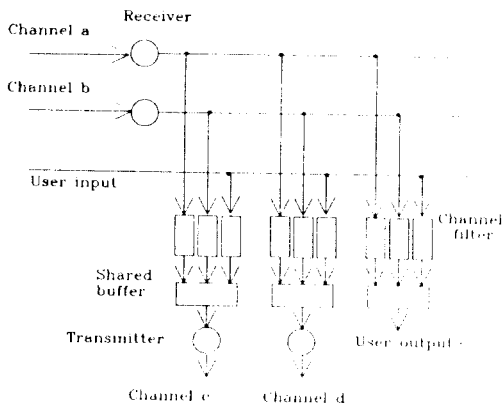 Receiver
Channel a
Channel b
User input
Channel
filter
Shared
buffer
Transmitter
User output
Channel c
Channel d